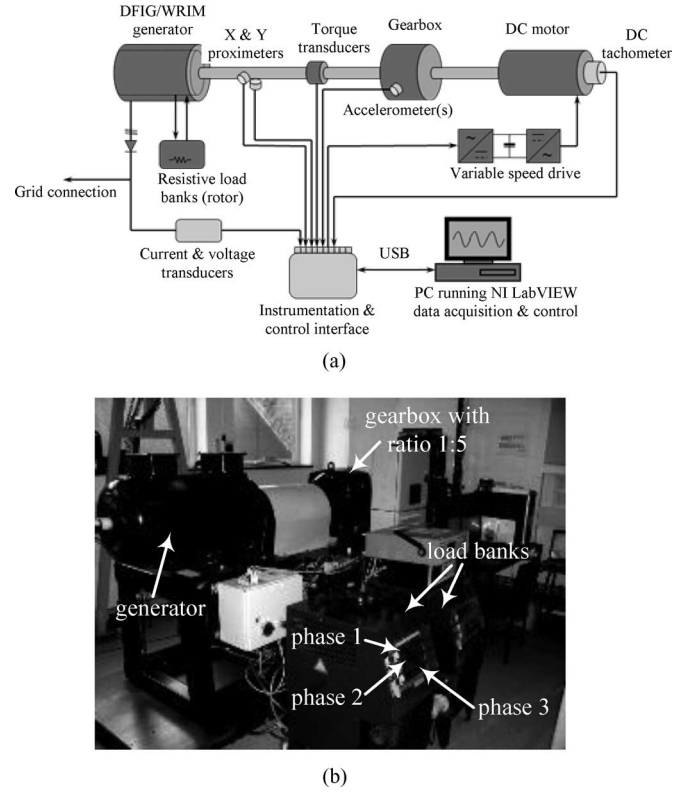 DFIG/WRIM
generator
X & Y
proximeters
Torque
transducers
Gearbox
DC motor
DC
tachometer
Accelerometer(s)
Resistive load
banks (rotor)
Variable speed drive
Grid connection
Current & voltage
transducers
USB
Instrumentation &
control interface
PC running NI LabVIEW
data acquisition & control
(a)
gearbox with
ratio 1:5
load banks
generator
phase 1
phase 2
phase 3
(b)